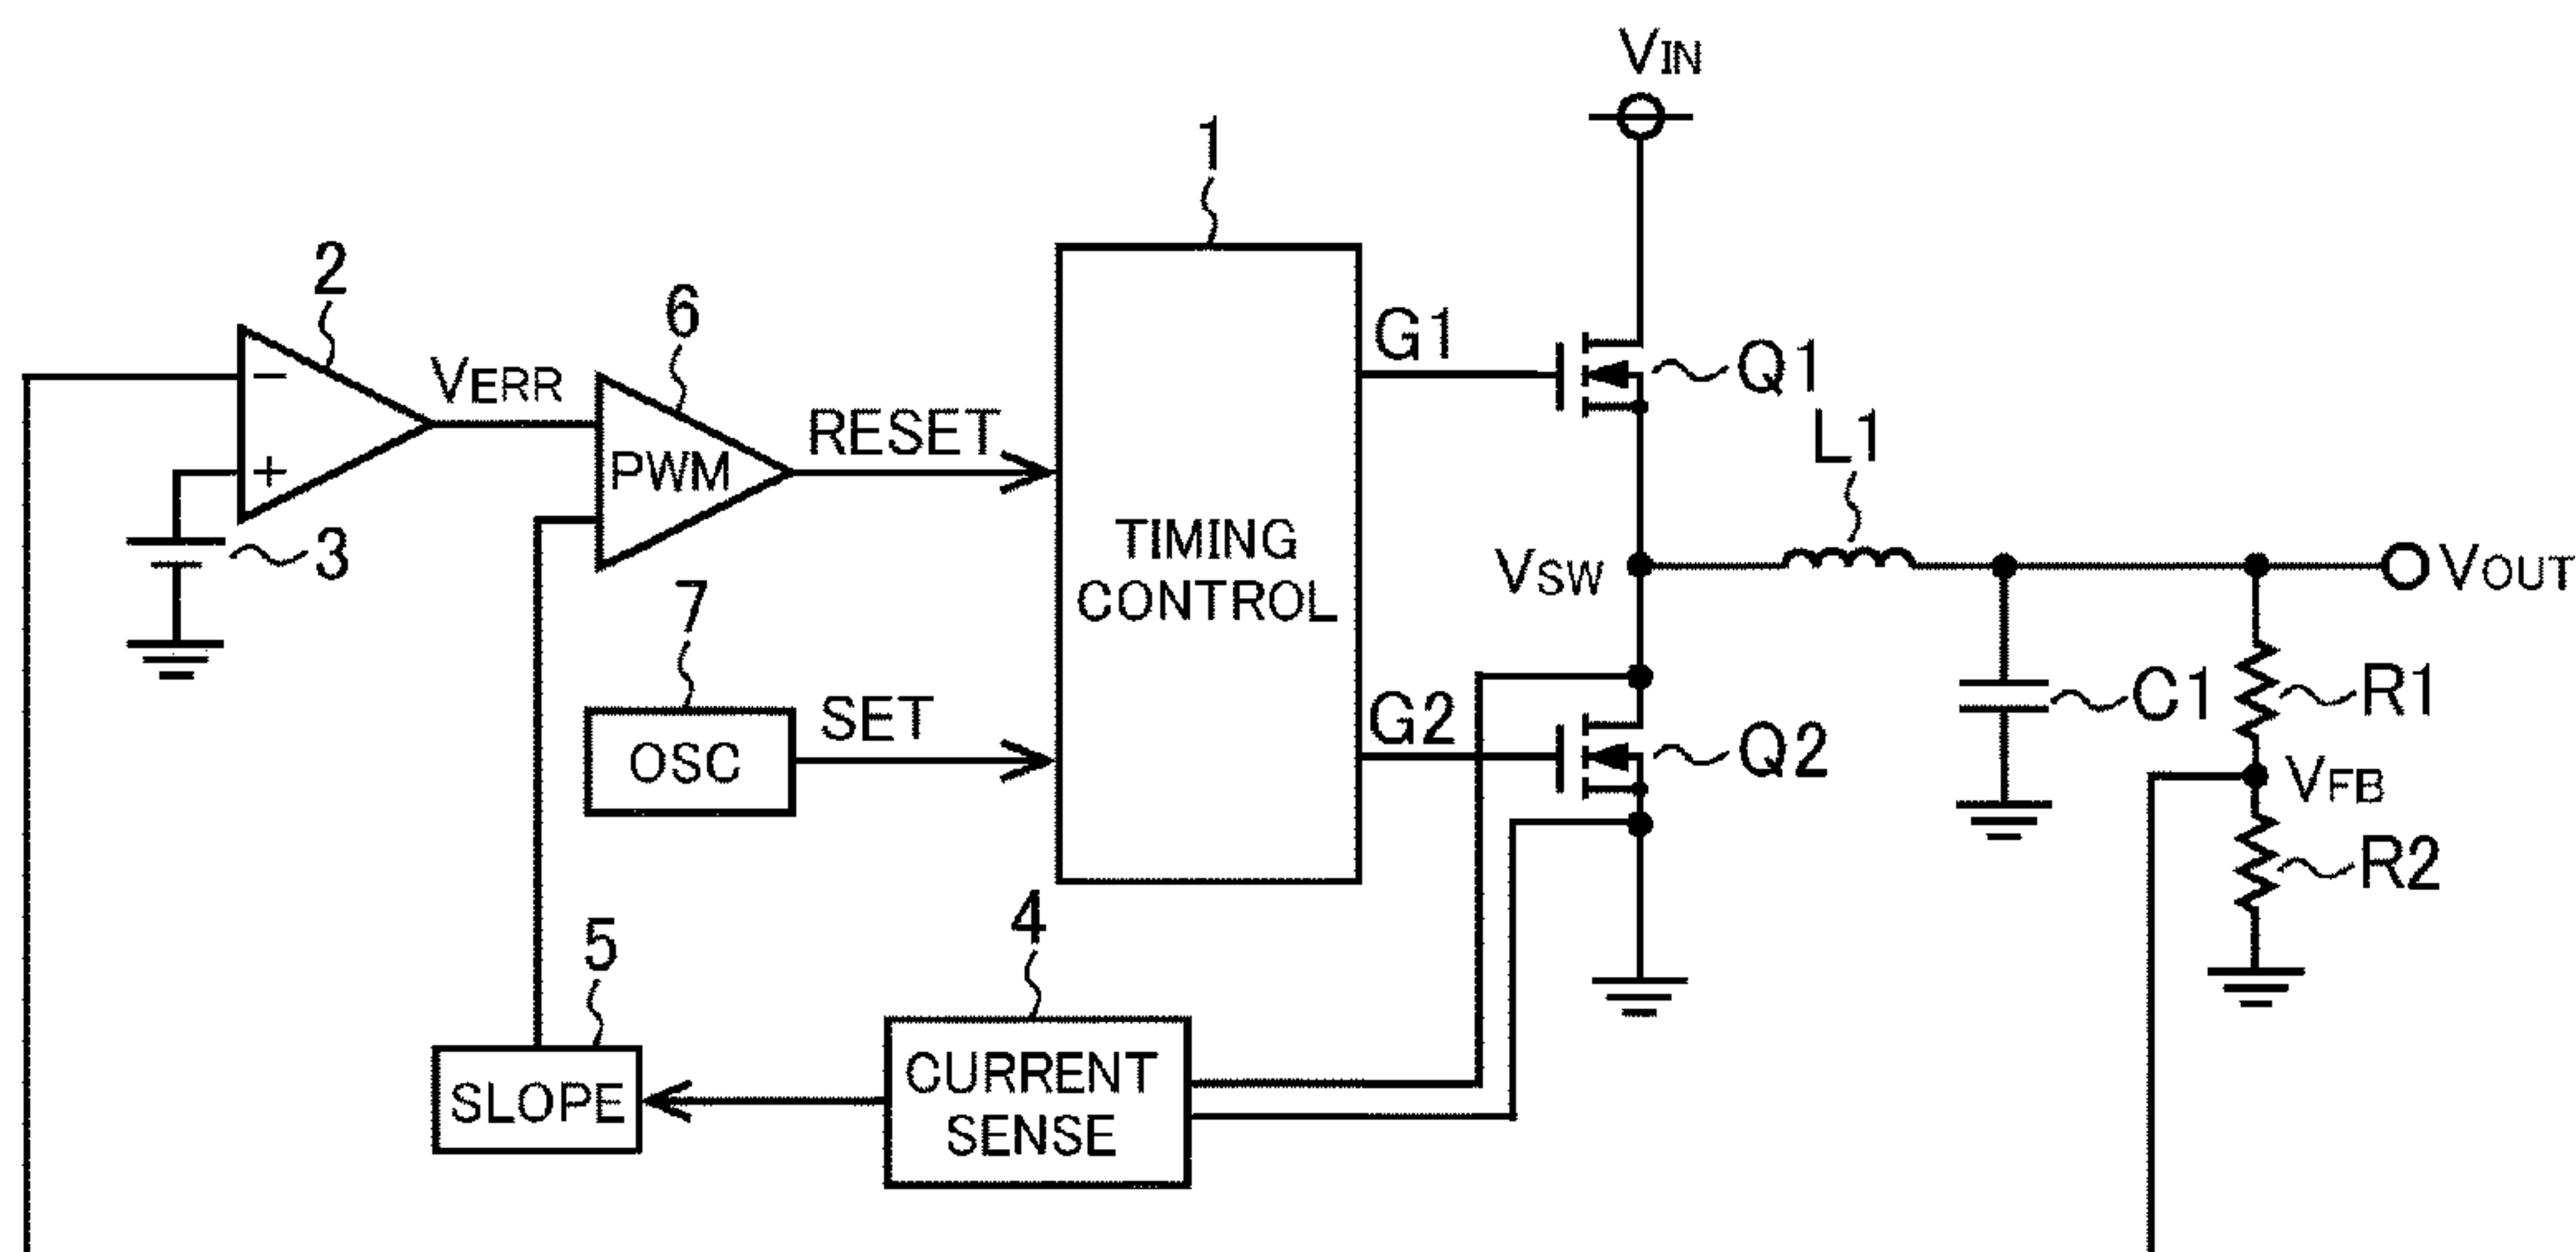 VIN
1
2
6
G1
Q1
VERR
−
RESET
L1
PWM
+
3
TIMING
CONTROL
VSW
VOUT
7
SET
G2
Q2
C1
R1
OSC
VFB
R2
4
5
CURRENT
SENSE
SLOPE